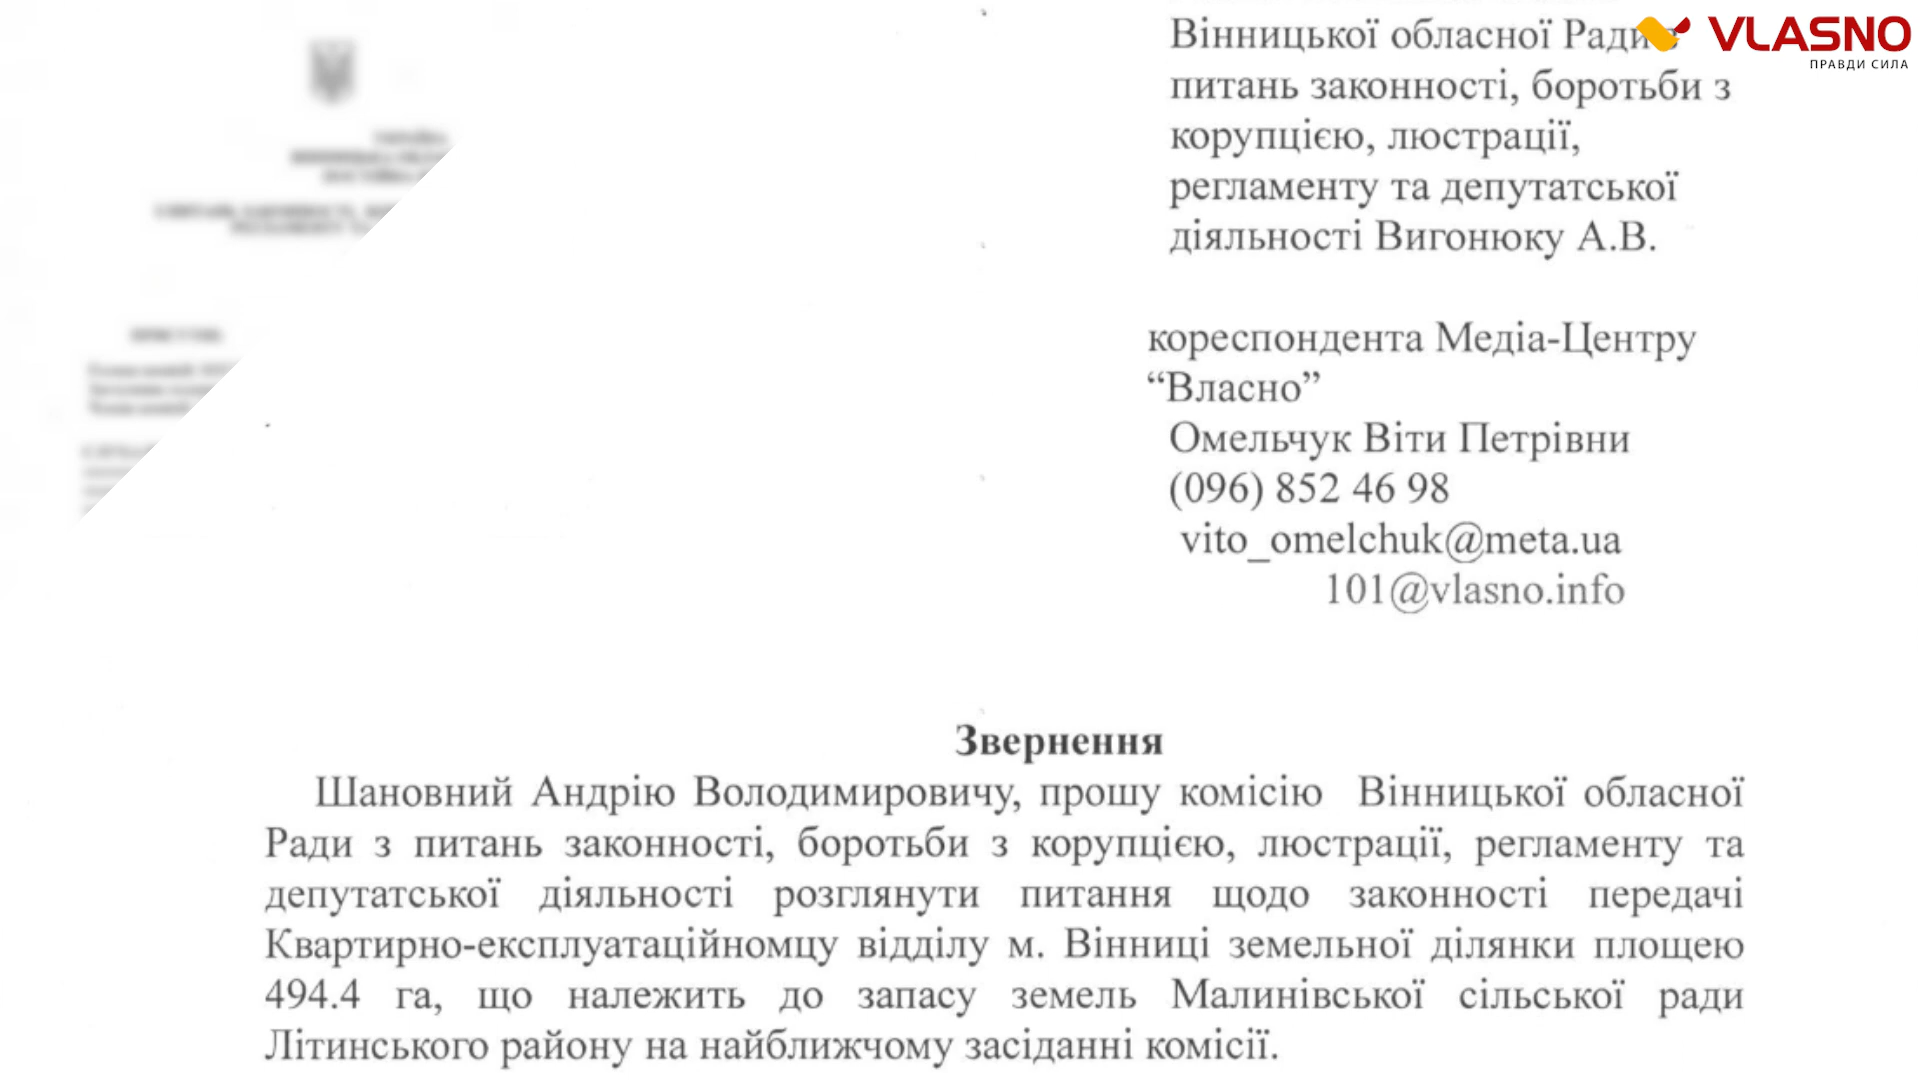 VLASNO
ПРАВДИ СИЛА
Вінницької обласної Ради з
питань законності, боротьби з
корупцією, люстрації,
регламенту та депутатської
діяльності Вигонюку А.В.
кореспондента Медіа-Центру
“Власно”
Омельчук Віти Петрівни
(096) 852 46 98
vito_omelchuk@meta.ua
101@vlasno.info
Звернення
Шановний Андрію Володимировичу, прошу комісію Вінницької обласної
Ради з питань законності, боротьби з корупцією, люстрації, регламенту та
депутатської діяльності розглянути питання щодо законності передачі
Квартирно-експлуатаційномцу відділу м. Вінниці земельної ділянки площею
494.4 га, що належить до запасу земель Малинівської сільської ради
Літинського району на найближчому засіданні комісії.